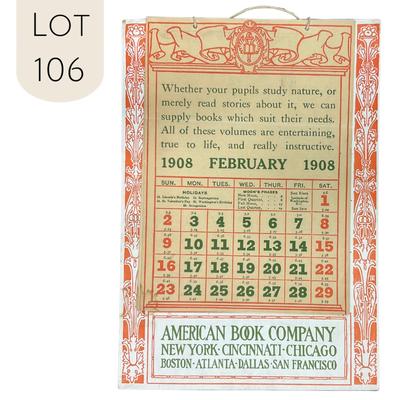 LOT
106
Whether your pupils study nature, or
merely read stories about it, we can
supply books which suit their needs.
All of these volumes are entertaining,
true to life, and really instructive.
1908 FEBRUARY 1908
SUN. MON. TUES. WED. THUR. FRI. SAT.
HOLIDAYS MOON'S PHASES
1
2 3 4 5 6 7 8
9 10 11 12 13 14 15
16 17 18 19 20 21 22
23 24 25 26 27 28 29
AMERICAN BOOK COMPANY
NEW YORK · CINCINNATI · CHICAGO
BOSTON · ATLANTA · DALLAS · SAN FRANCISCO